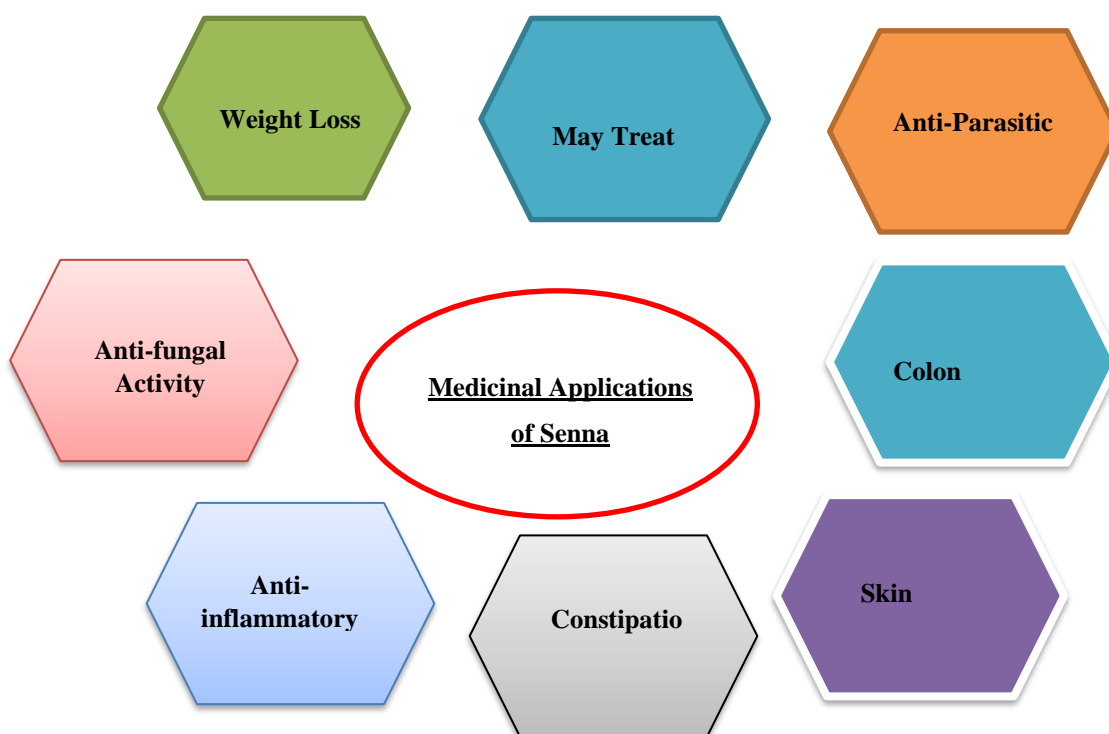 Weight Loss
May Treat
Anti-Parasitic
Anti-fungal
Activity
Medicinal Applications
of Senna
Colon
Anti-
inflammatory
Constipatio
Skin